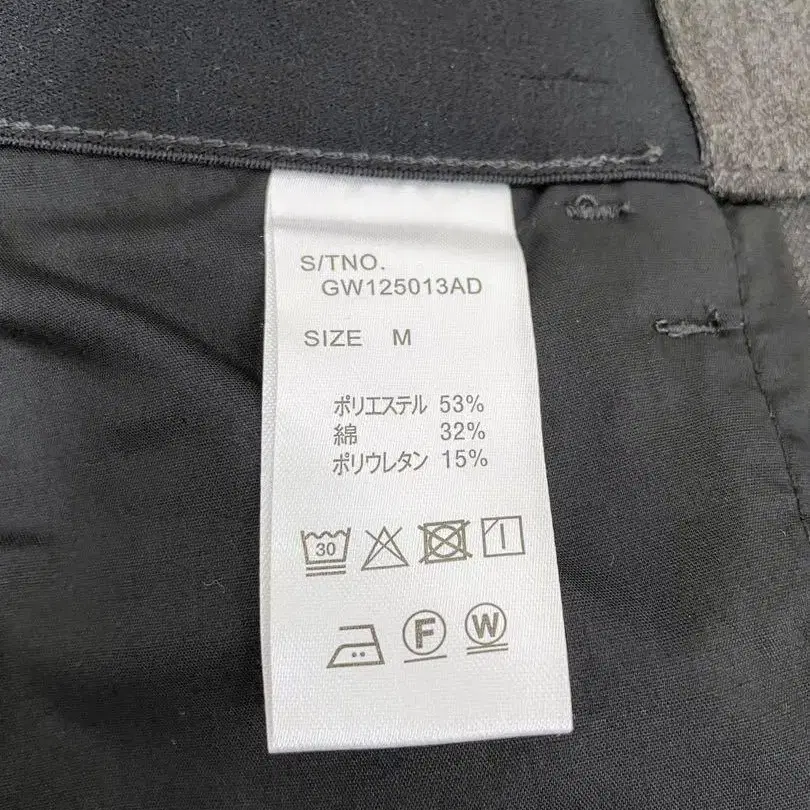 S/TNO.
GW125013AD
SIZE M
ポリエステル 53%
綿 32%
ポリウレタン 15%
30
F W